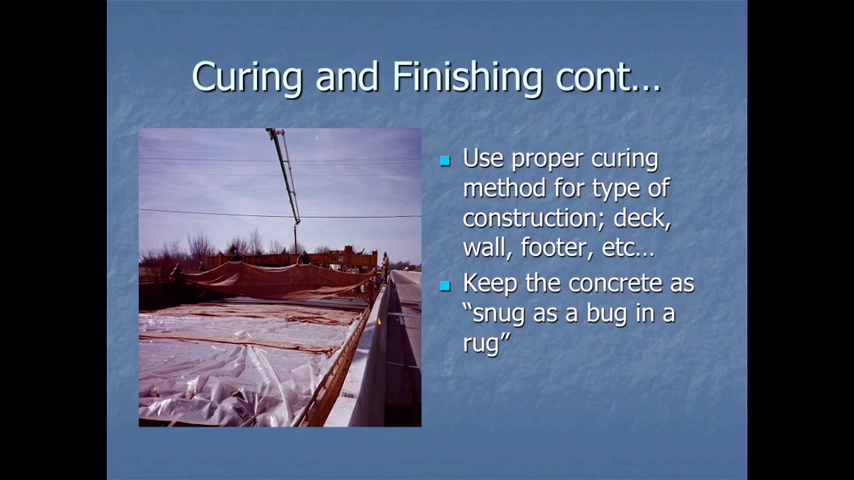 Curing and Finishing cont...
Use proper curing
method for type of
construction; deck,
wall, footer, etc...
Keep the concrete as
“snug as a bug in a
rug”